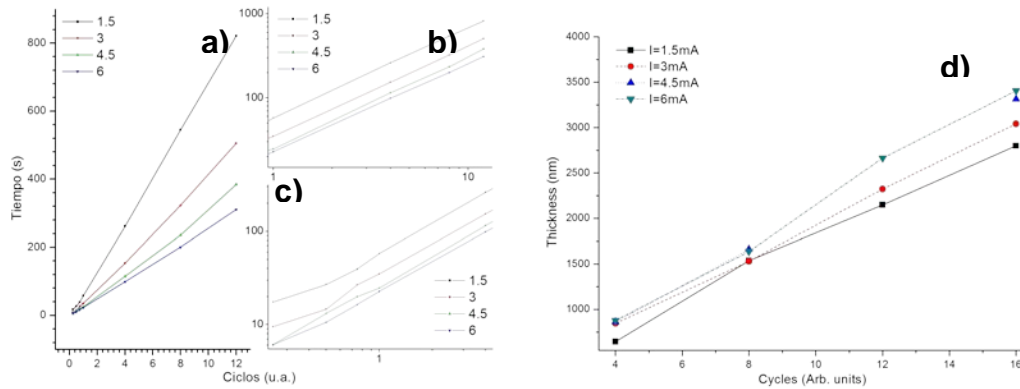 a)
1.5
3
4.5
6
800
600
400
200
0
Tiempo (s)
0 2 4 6 8 10 12
Ciclos (u.a.)
b)
1.5
3
4.5
6
1000
100
1 10
c)
100
10
1
1.5
3
4.5
6
d)
I=1.5mA
I=3mA
I=4.5mA
I=6mA
4000
3500
3000
2500
2000
1500
1000
Thickness (nm)
4 6 8 10 12 14 16
Cycles (Arb. units)